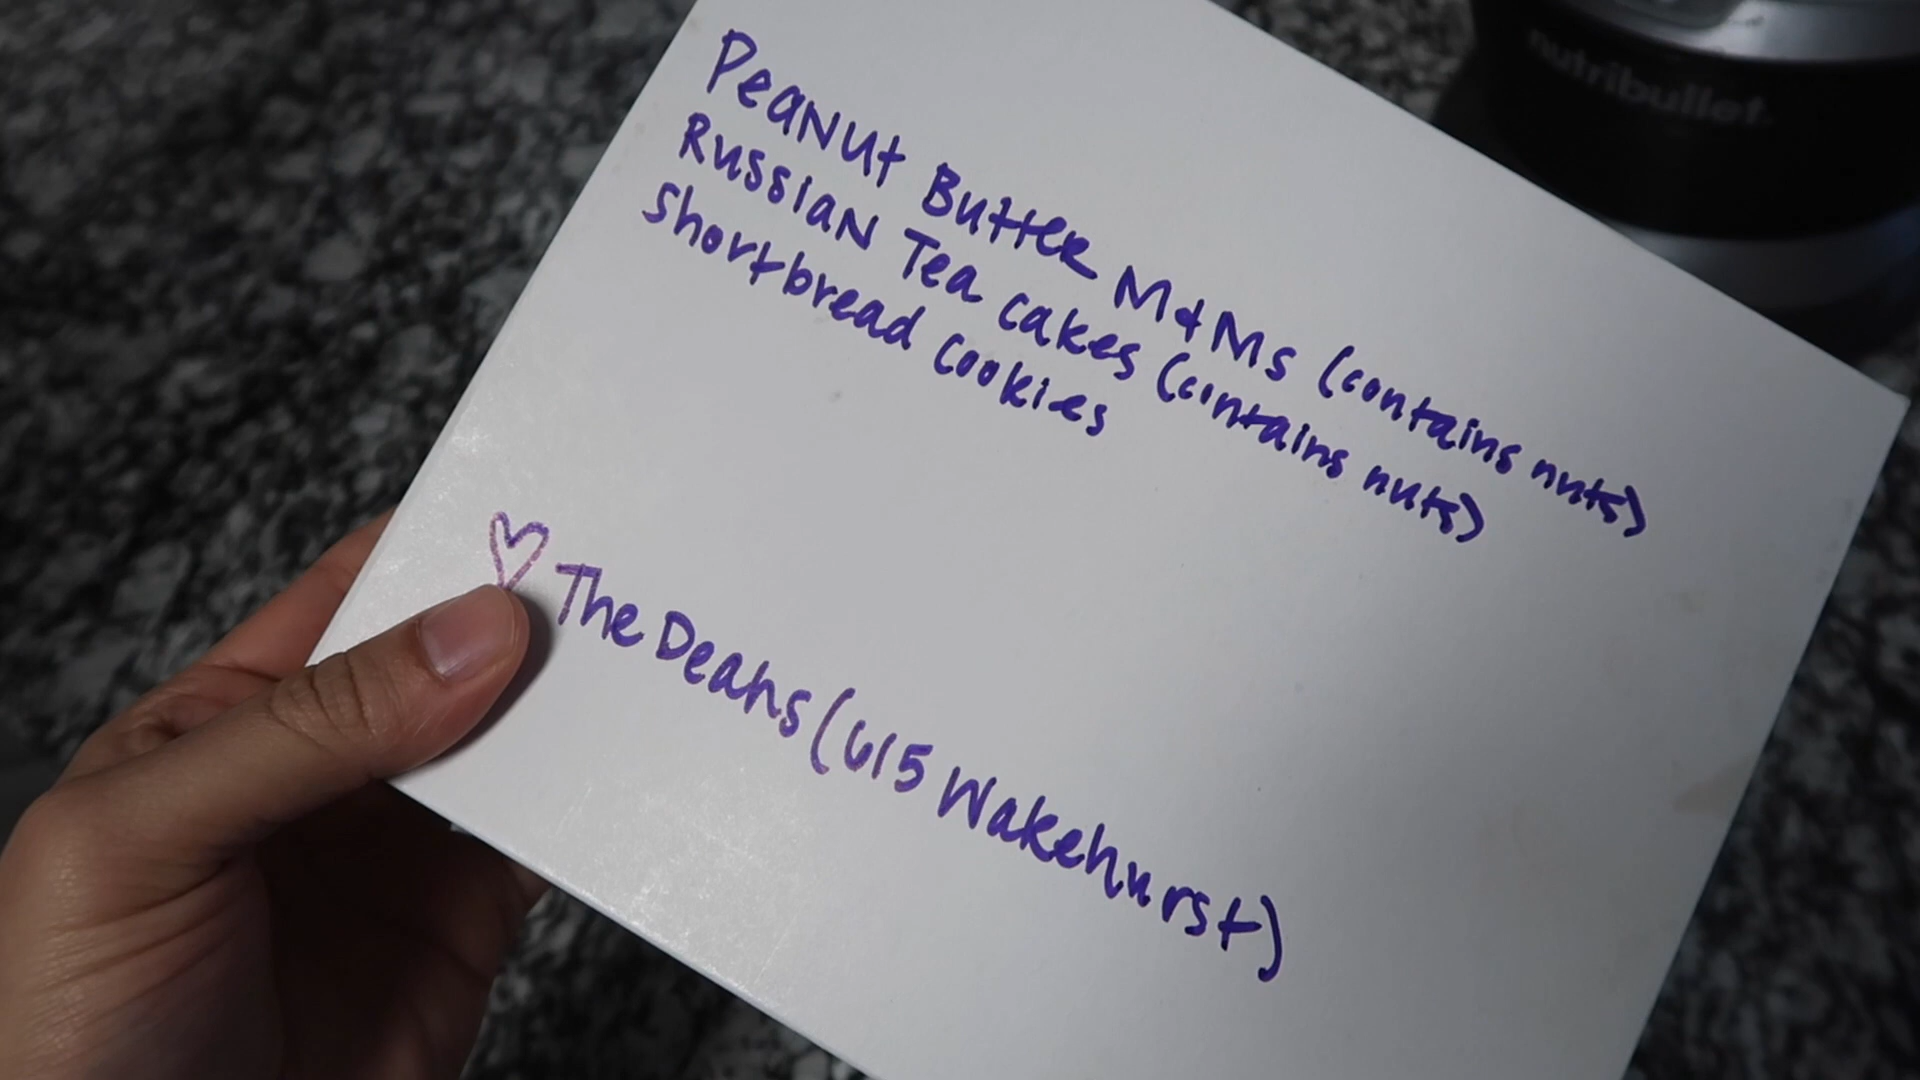 Peanut Butter M&Ms (contains nuts)
Russian Tea cakes (contains nuts)
Shortbread cookies
♡ The Deans (615 Wakehurst)
nutribullet.